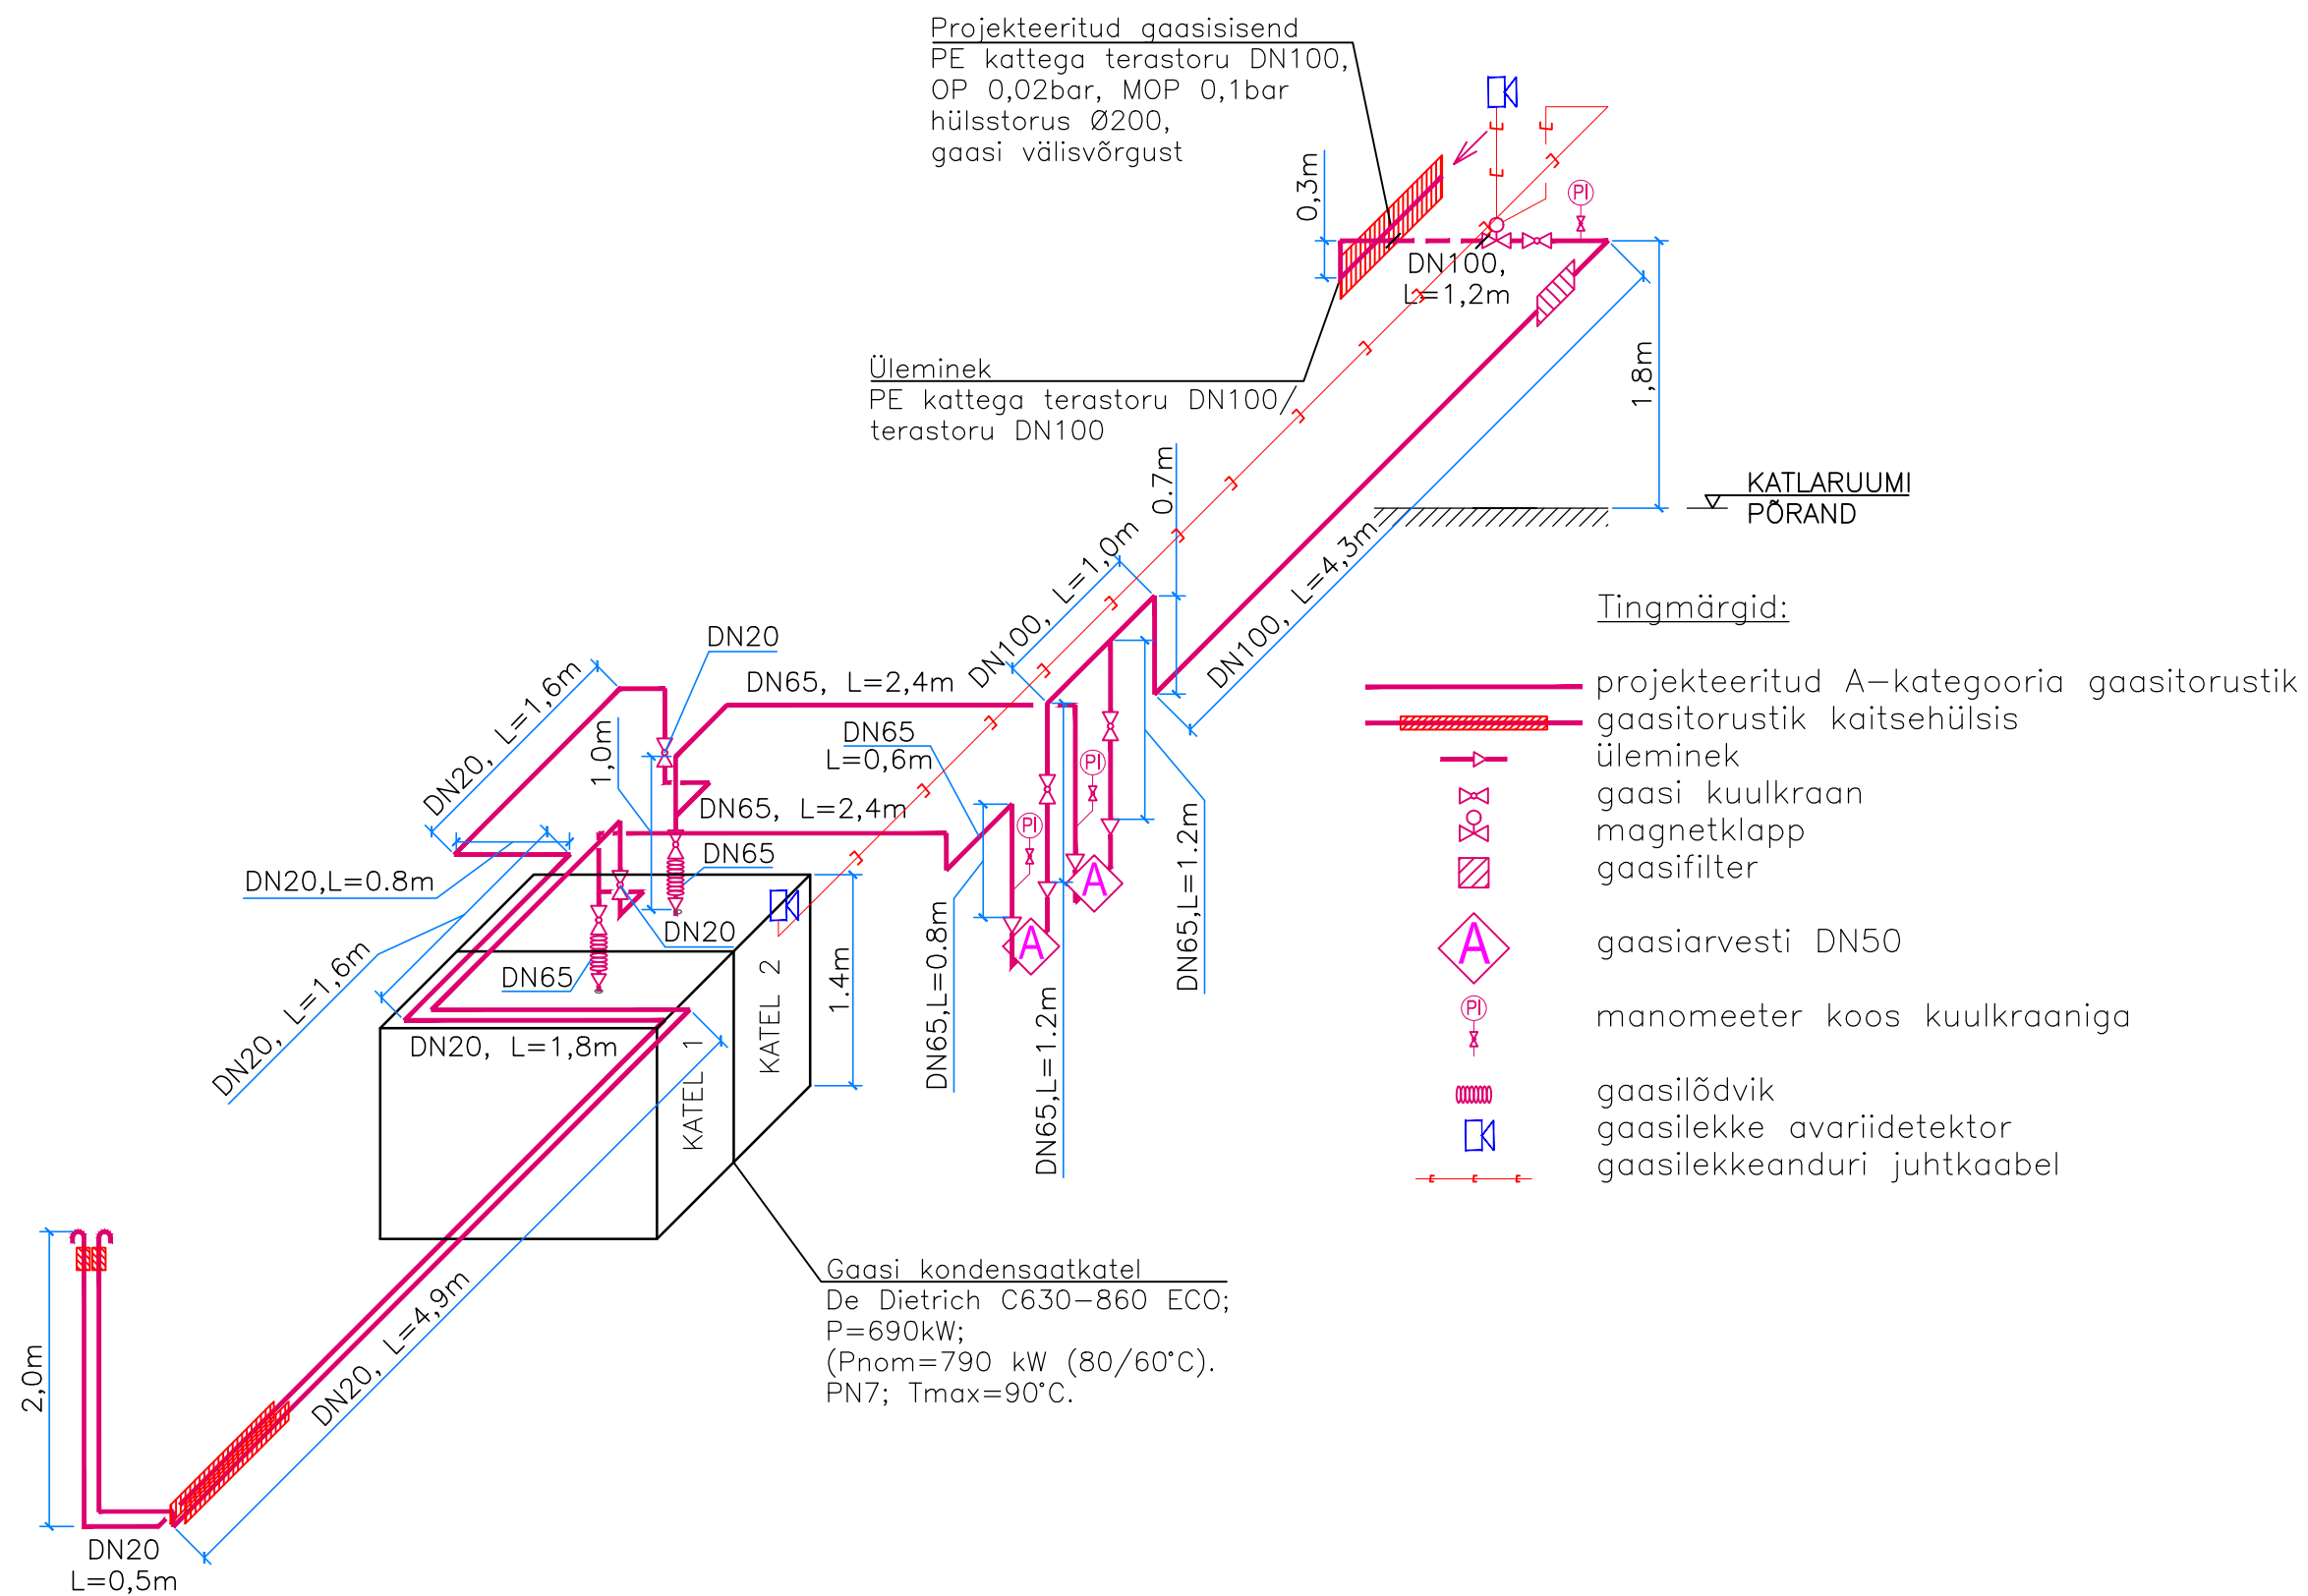 Projekteeritud gaasisisend
PE kattega terastoru DN100,
OP 0,02bar, MOP 0,1bar
hülsstorus Ø200,
gaasi välisvõrgust
0,3m
PI
DN100,
L=1,2m
1,8m
Üleminek
PE kattega terastoru DN100/
terastoru DN100
KATLARUUMI
PÕRAND
0.7m
DN100, L=1,0m
DN100, L=4,3m
DN20
DN65, L=2,4m
DN20, L=1,6m
1,0m
DN65
L=0,6m
PI
DN65, L=2,4m
PI
DN65
DN20,L=0.8m
A
DN65,L=1.2m
DN20
A
DN65
DN20, L=1,6m
DN65,L=0.8m
1.4m
DN65,L=1.2m
DN20, L=1,8m
KATEL 1
KATEL 2
DN20, L=4,9m
2,0m
DN20
L=0,5m
Gaasi kondensaatkatel
De Dietrich C630-860 ECO;
P=690kW;
(Pnom=790 kW (80/60°C).
PN7; Tmax=90°C.
Tingmärgid:
projekteeritud A-kategooria gaasitorustik
gaasitorustik kaitsehülsis
üleminek
gaasi kuulkraan
magnetklapp
gaasifilter
A gaasiarvesti DN50
PI manomeeter koos kuulkraaniga
gaasilõdvik
gaasilekke avariidetektor
gaasilekkeanduri juhtkaabel